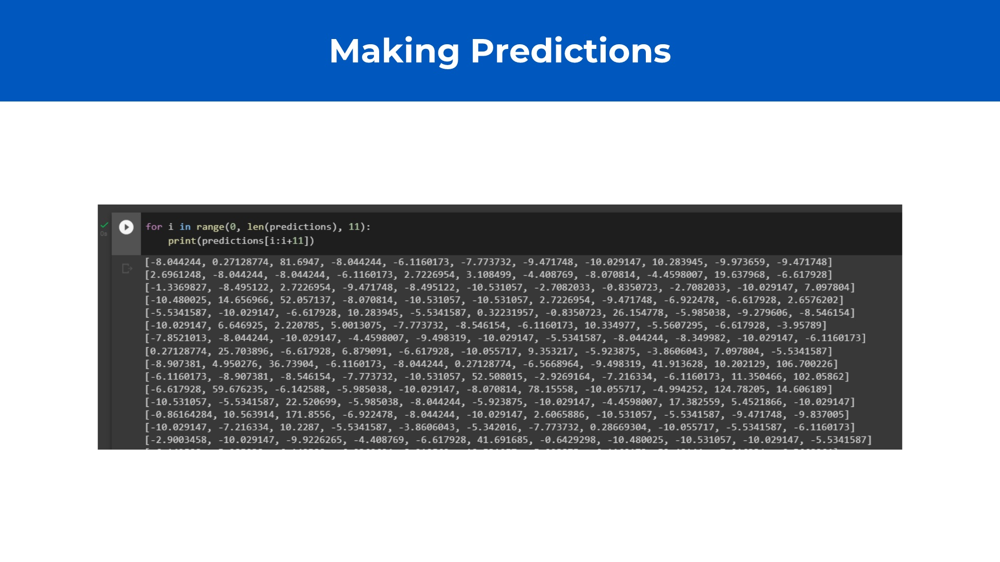 Making Predictions
for i in range(0, len(predictions), 11):
print(predictions[i:i+11])
0s
[-8.044244, 0.27128774, 81.6947, -8.044244, -6.1160173, -7.773732, -9.471748, -10.029147, 10.283945, -9.973659, -9.471748]
[2.6961248, -8.044244, -8.044244, -6.1160173, 2.7226954, 3.108499, -4.408769, -8.070814, -4.4598007, 19.637968, -6.617928]
[-1.3369827, -8.495122, 2.7226954, -9.471748, -8.495122, -10.531057, -2.7082033, -0.8350723, -2.7082033, -10.029147, 7.097804]
[-10.480025, 14.656966, 52.057137, -8.070814, -10.531057, -10.531057, 2.7226954, -9.471748, -6.922478, -6.617928, 2.6576202]
[-5.5341587, -10.029147, -6.617928, 10.283945, -5.5341587, 0.32231957, -0.8350723, 26.154778, -5.985038, -9.279606, -8.546154]
[-10.029147, 6.646925, 2.220785, 5.0013075, -7.773732, -8.546154, -6.1160173, 10.334977, -5.5607295, -6.617928, -3.95789]
[-7.8521013, -8.044244, -10.029147, -4.4598007, -9.498319, -10.029147, -5.5341587, -8.044244, -8.349982, -10.029147, -6.1160173]
[0.27128774, 25.703896, -6.617928, 6.879091, -6.617928, -10.055717, 9.353217, -5.923875, -3.8606043, 7.097804, -5.5341587]
[-8.907381, 4.950276, 36.73904, -6.1160173, -8.044244, 0.27128774, -6.5668964, -9.498319, 41.913628, 10.202129, 106.700226]
[-6.1160173, -8.907381, -8.546154, -7.773732, -10.531057, 52.508015, -2.9269164, -7.216334, -6.1160173, 11.350466, 102.05862]
[-6.617928, 59.676235, -6.142588, -5.985038, -10.029147, -8.070814, 78.15558, -10.055717, -4.994252, 124.78205, 14.606189]
[-10.531057, -5.5341587, 22.520699, -5.985038, -8.044244, -5.923875, -10.029147, -4.4598007, 17.382559, 5.4521866, -10.029147]
[-0.86164284, 10.563914, 171.8556, -6.922478, -8.044244, -10.029147, 2.6065886, -10.531057, -5.5341587, -9.471748, -9.837005]
[-10.029147, -7.216334, 10.2287, -5.5341587, -3.8606043, -5.342016, -7.773732, 0.28669304, -10.055717, -5.5341587, -6.1160173]
[-2.9003458, -10.029147, -9.9226265, -4.408769, -6.617928, 41.691685, -0.6429298, -10.480025, -10.531057, -10.029147, -5.5341587]